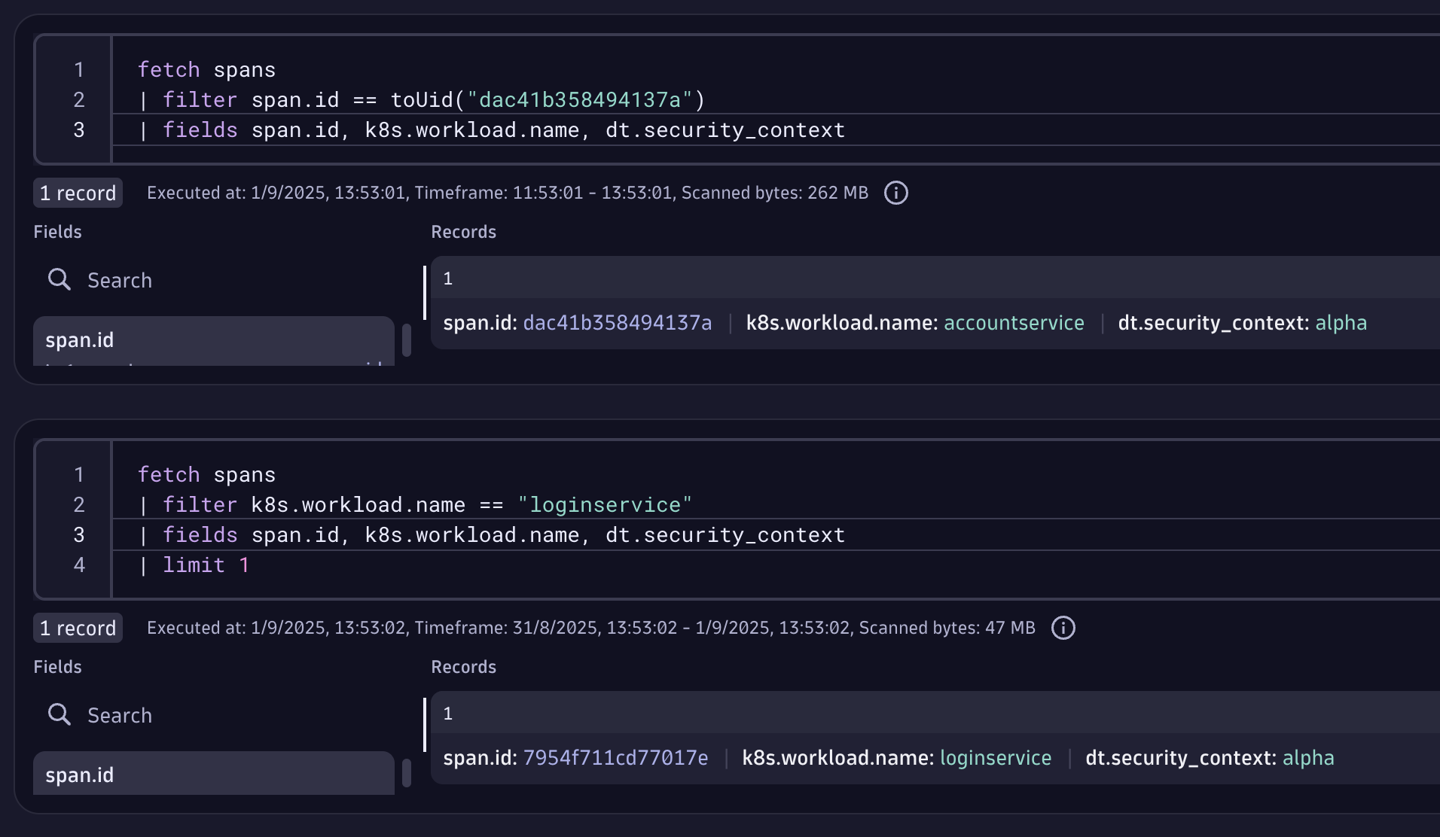 1 fetch spans
2 | filter span.id == toUid("dac41b358494137a")
3 | fields span.id, k8s.workload.name, dt.security_context
1 record Executed at: 1/9/2025, 13:53:01, Timeframe: 11:53:01 - 13:53:01, Scanned bytes: 262 MB
Fields Records
Search
1
span.id
span.id: dac41b358494137a | k8s.workload.name: accountservice | dt.security_context: alpha
1 fetch spans
2 | filter k8s.workload.name == "loginservice"
3 | fields span.id, k8s.workload.name, dt.security_context
4 | limit 1
1 record Executed at: 1/9/2025, 13:53:02, Timeframe: 31/8/2025, 13:53:02 - 1/9/2025, 13:53:02, Scanned bytes: 47 MB
Fields Records
Search
1
span.id
span.id: 7954f711cd77017e | k8s.workload.name: loginservice | dt.security_context: alpha